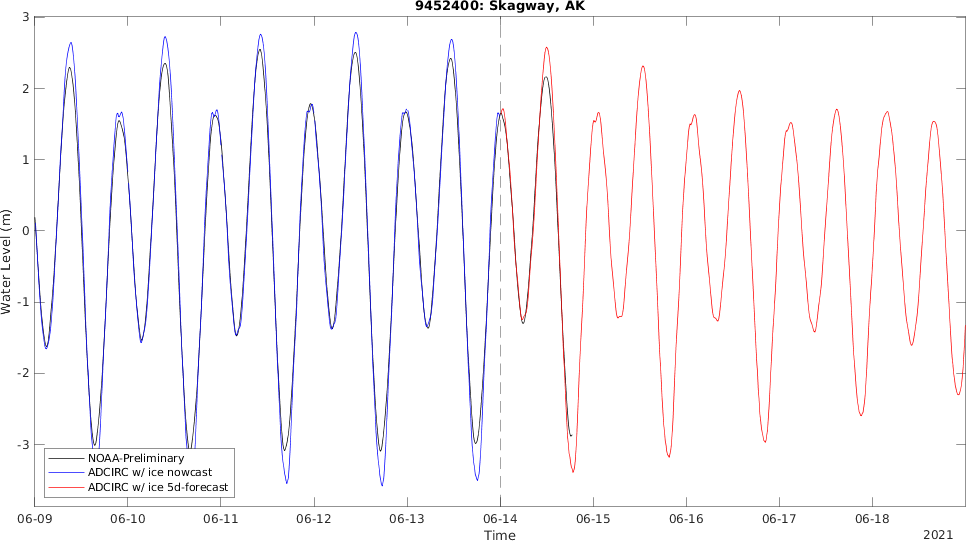 9452400: Skagway, AK
3
2
1
0
-1
-2
-3
Water Level (m)
NOAA-Preliminary
ADCIRC w/ ice nowcast
ADCIRC w/ ice 5d-forecast
06-09 06-10 06-11 06-12 06-13 06-14 06-15 06-16 06-17 06-18
Time
2021